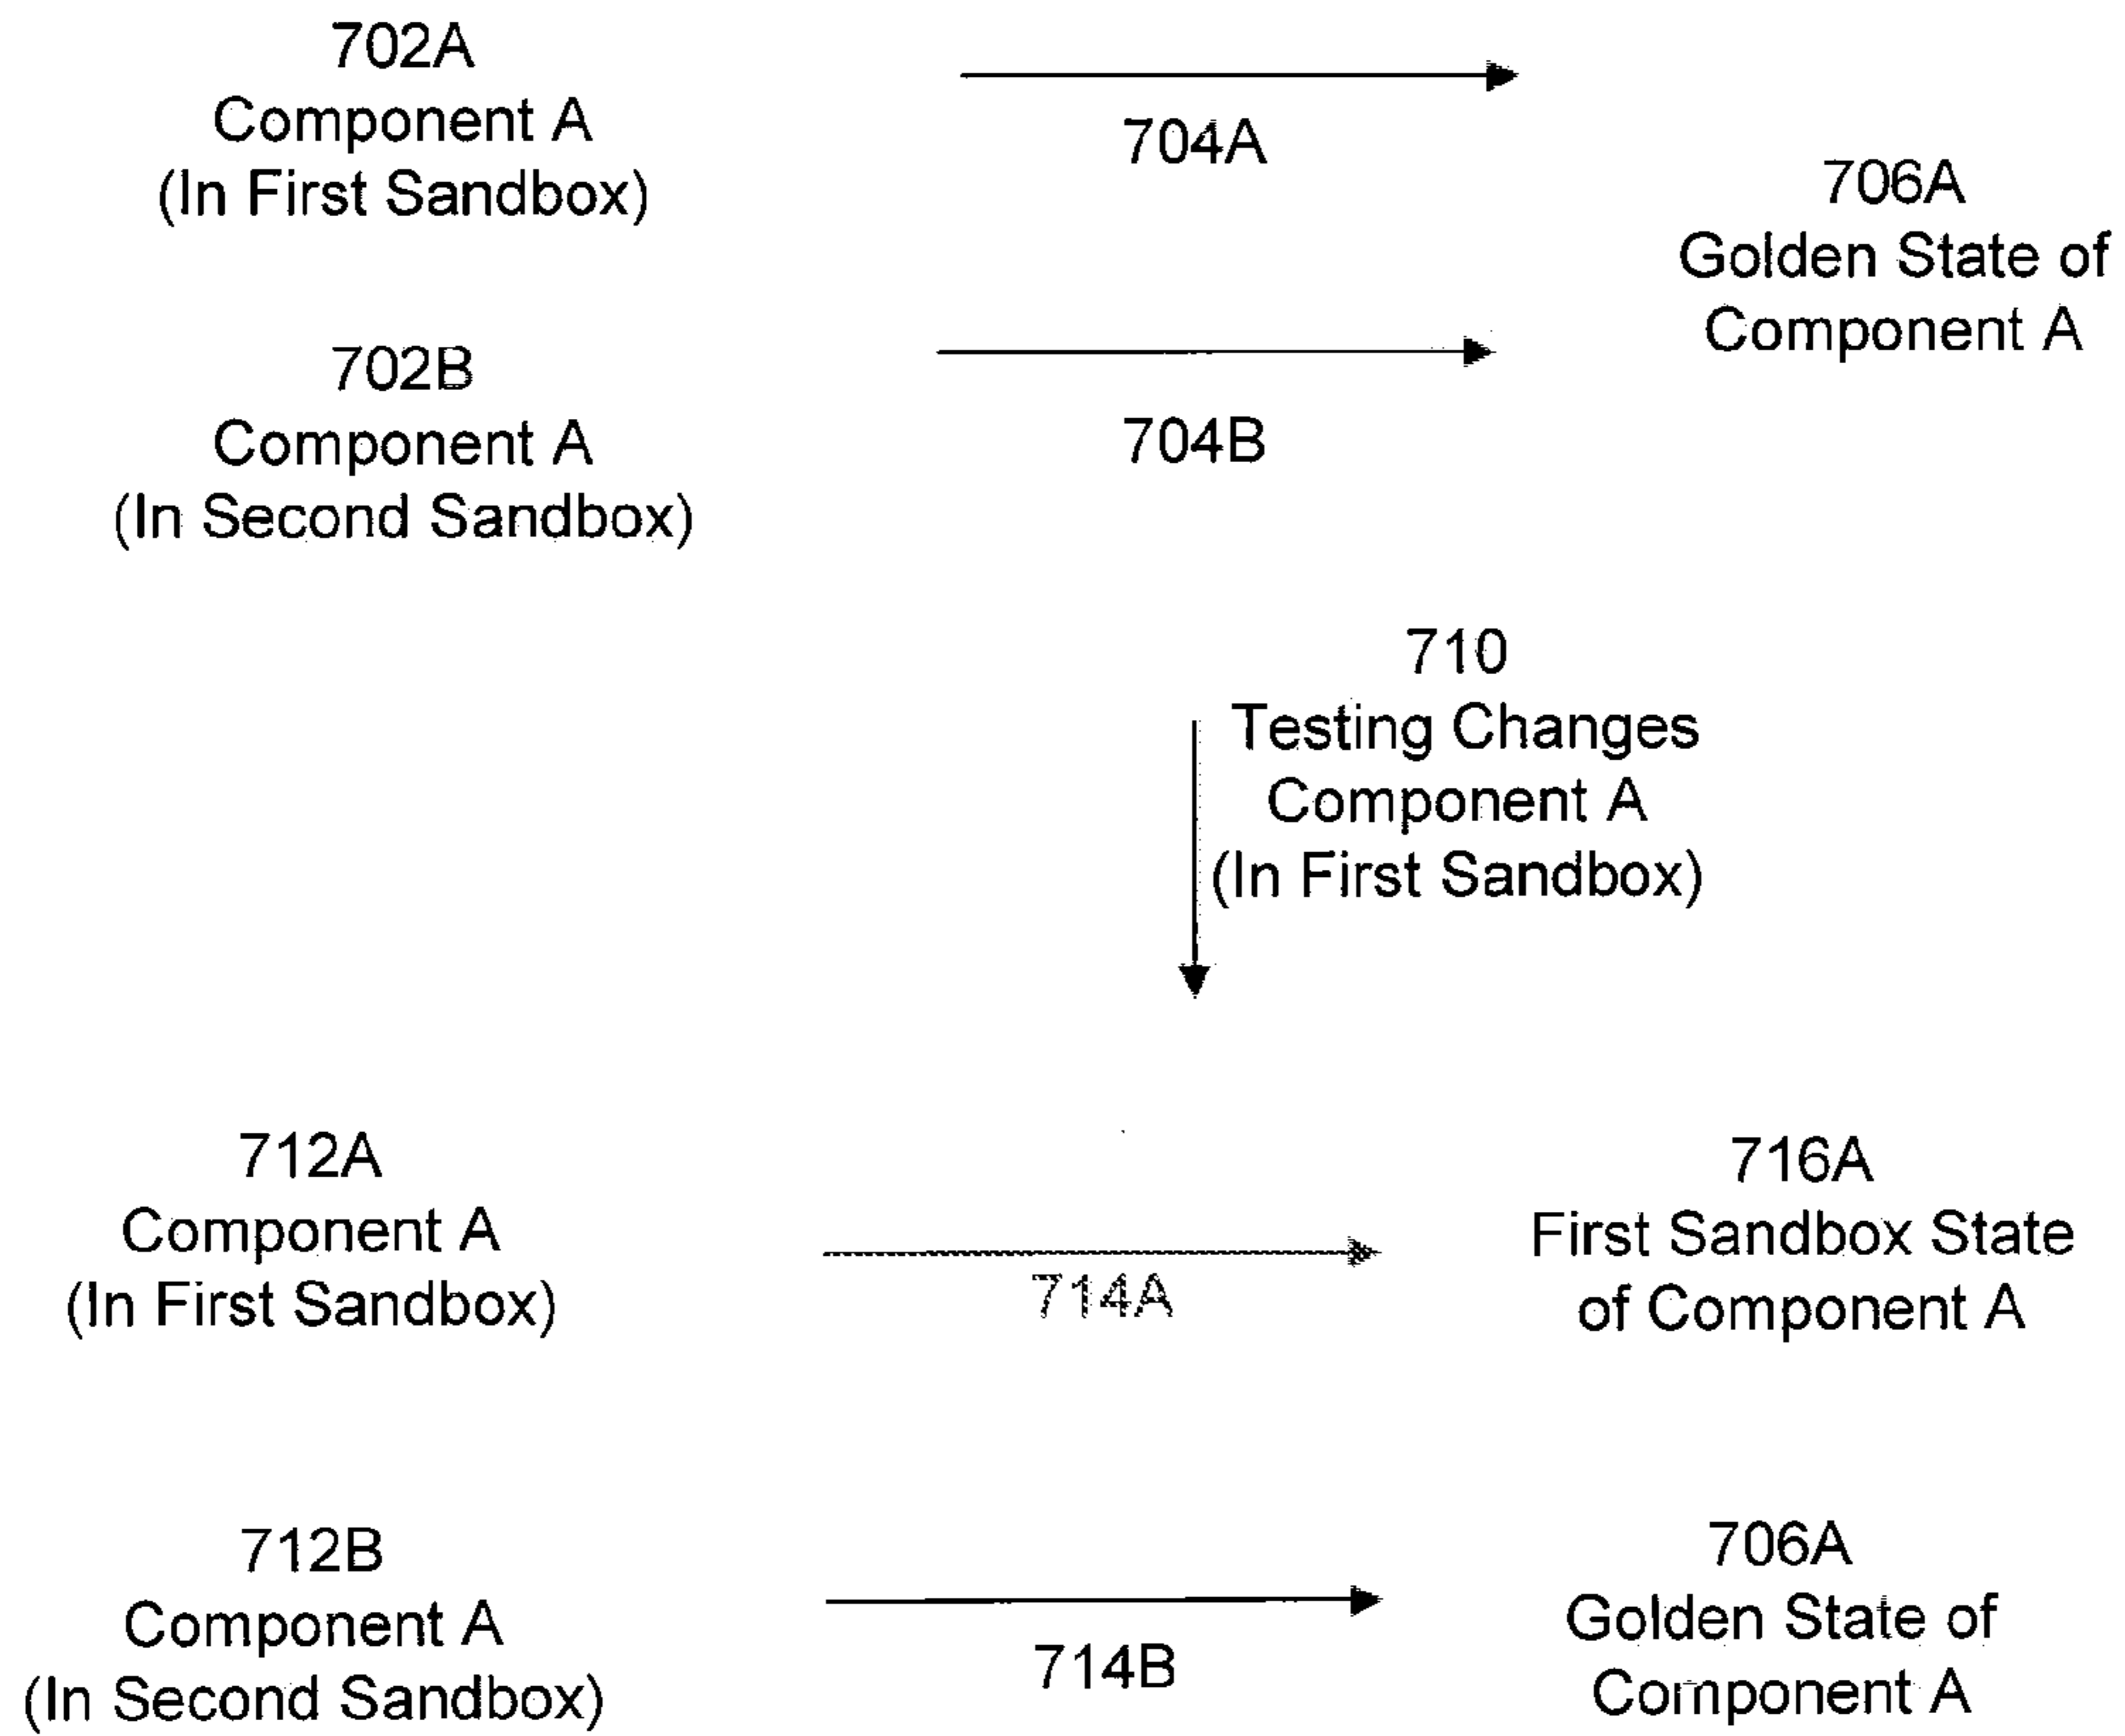 702A
Component A
(In First Sandbox)
704A
706A
Golden State of
Component A
702B
Component A
(In Second Sandbox)
704B
710
Testing Changes
Component A
(In First Sandbox)
712A
Component A
(In First Sandbox)
714A
716A
First Sandbox State
of Component A
712B
Component A
(In Second Sandbox)
714B
706A
Golden State of
Component A